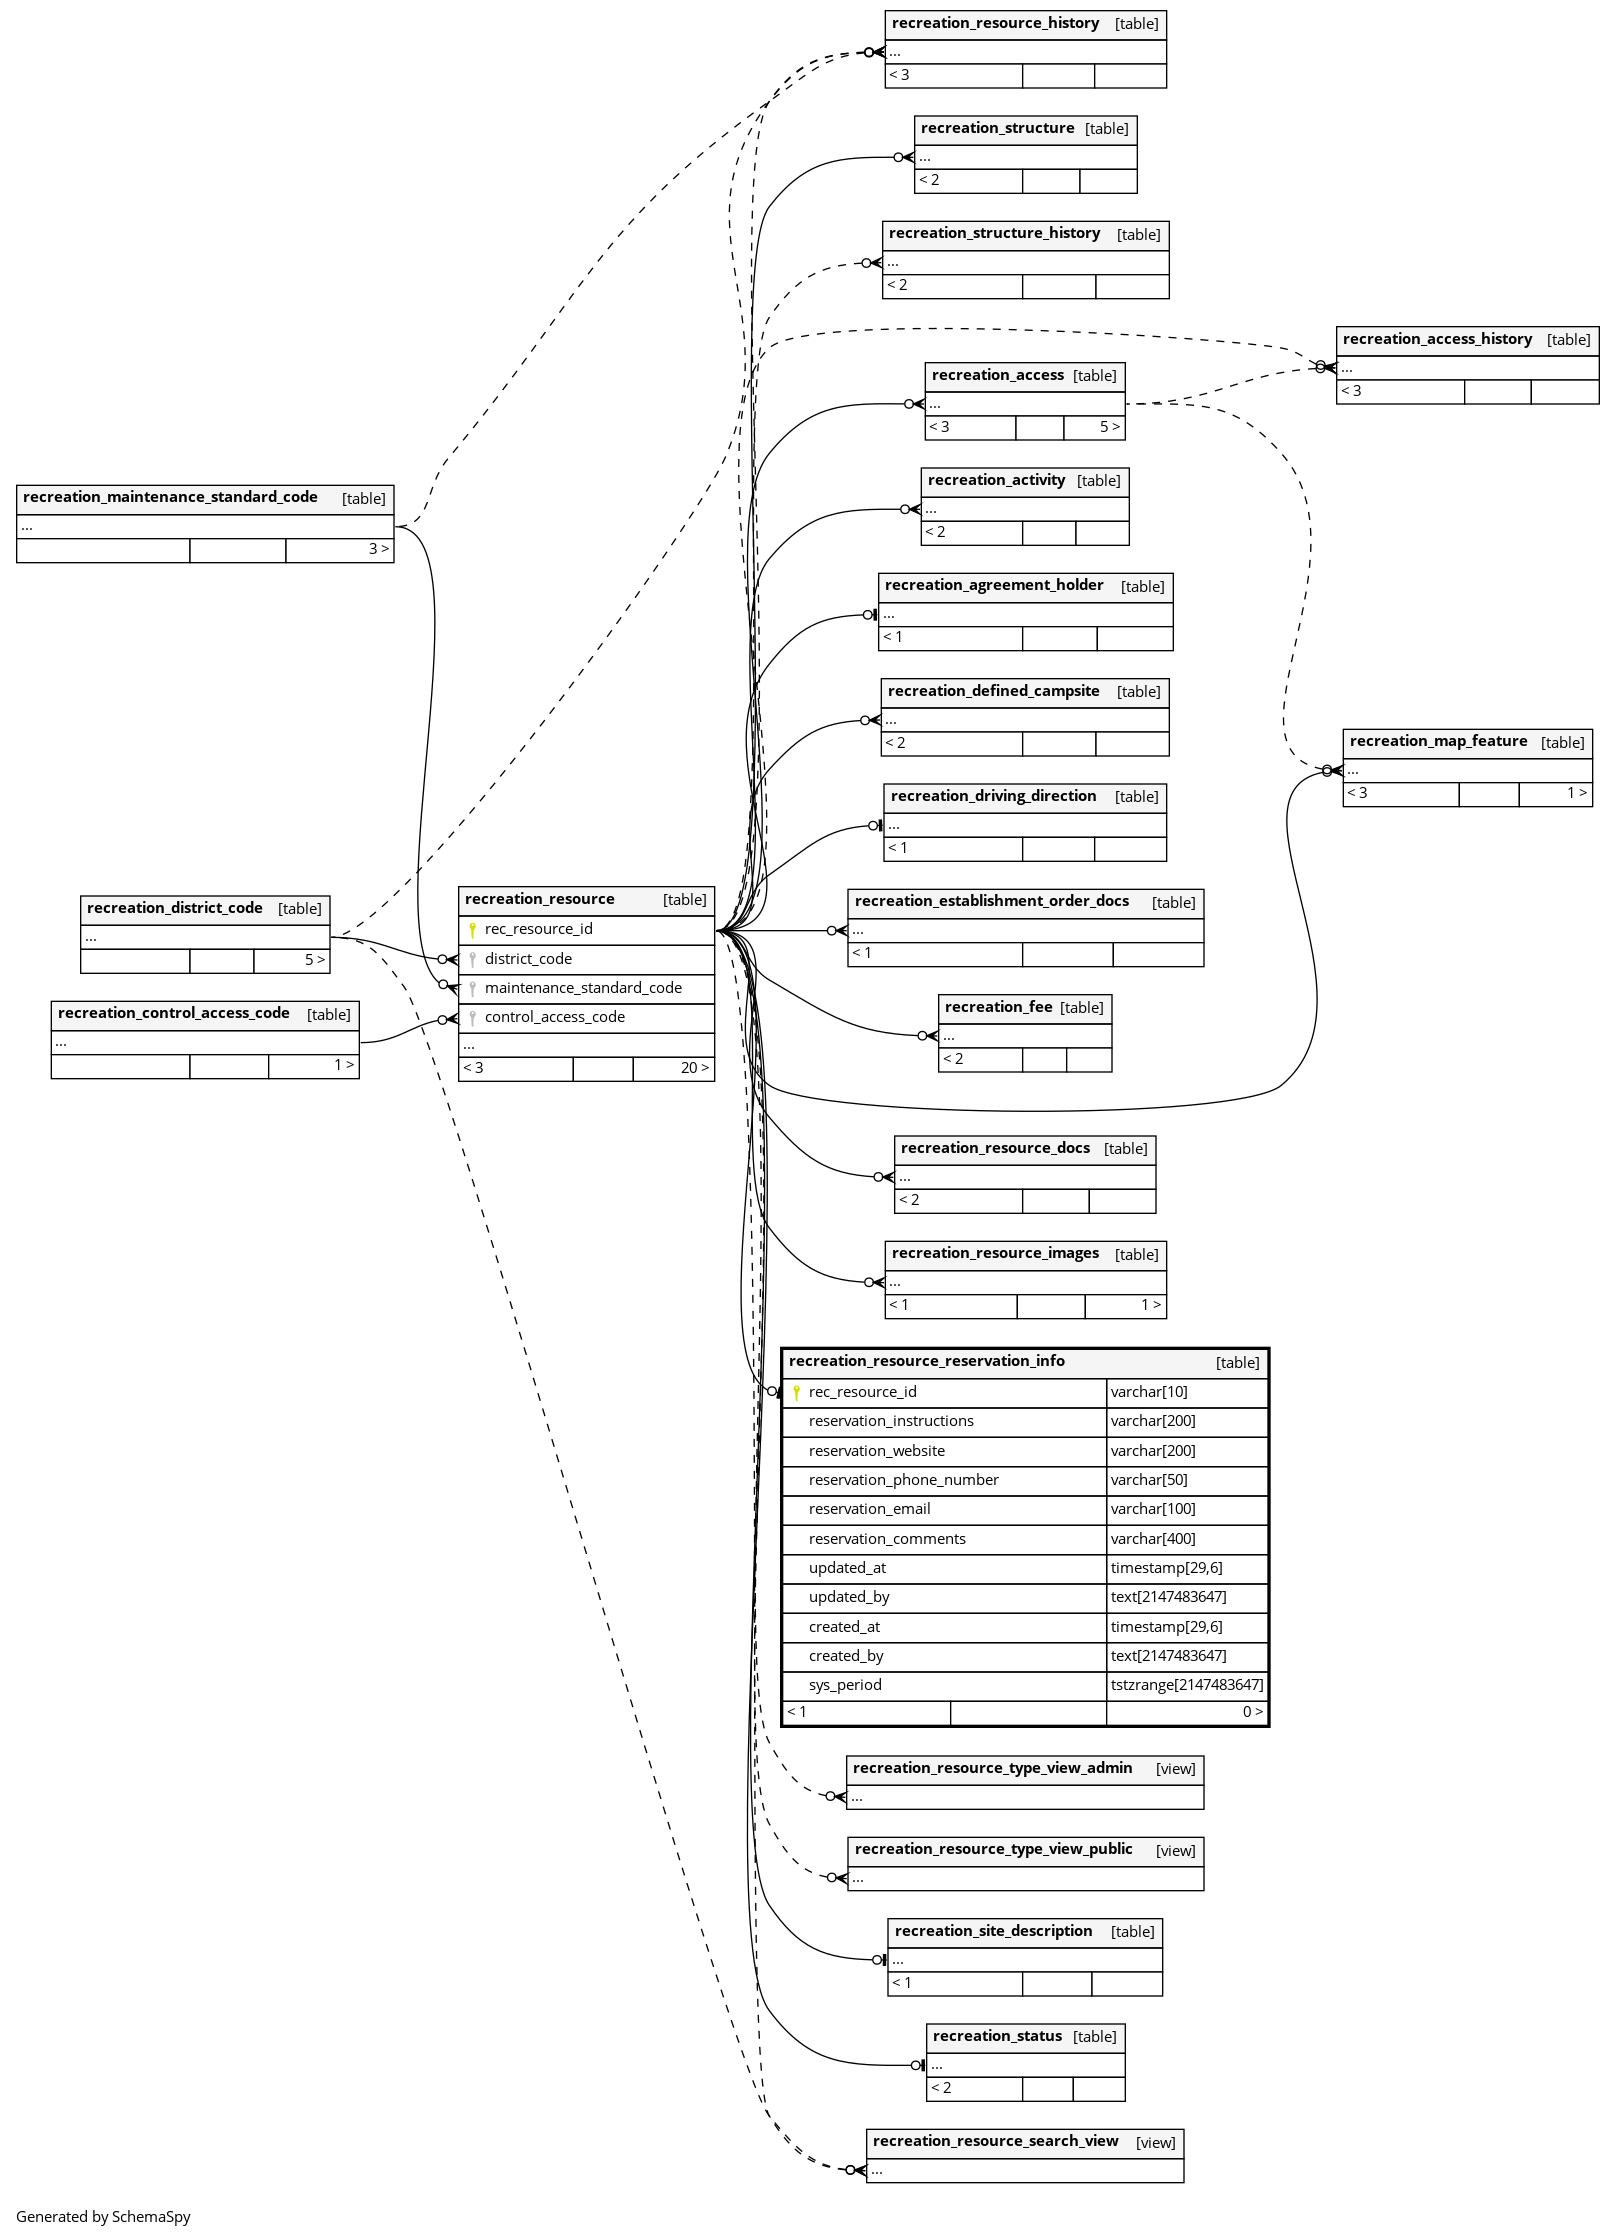 recreation_resource_history [table]
...
< 3
recreation_structure [table]
...
< 2
recreation_structure_history [table]
...
< 2
recreation_access_history [table]
...
< 3
recreation_access [table]
...
< 3 5 >
recreation_activity [table]
...
< 2
recreation_maintenance_standard_code [table]
...
3 >
recreation_agreement_holder [table]
...
< 1
recreation_defined_campsite [table]
...
< 2
recreation_map_feature [table]
...
< 3 1 >
recreation_driving_direction [table]
...
< 1
recreation_district_code [table]
...
5 >
recreation_control_access_code [table]
...
1 >
recreation_resource [table]
rec_resource_id
district_code
maintenance_standard_code
control_access_code
...
< 3 20 >
recreation_establishment_order_docs [table]
...
< 1
recreation_fee [table]
...
< 2
recreation_resource_docs [table]
...
< 2
recreation_resource_images [table]
...
< 1 1 >
recreation_resource_reservation_info [table]
rec_resource_id varchar[10]
reservation_instructions varchar[200]
reservation_website varchar[200]
reservation_phone_number varchar[50]
reservation_email varchar[100]
reservation_comments varchar[400]
updated_at timestamp[29,6]
updated_by text[2147483647]
created_at timestamp[29,6]
created_by text[2147483647]
sys_period tstzrange[2147483647]
< 1 0 >
recreation_resource_type_view_admin [view]
...
recreation_resource_type_view_public [view]
...
recreation_site_description [table]
...
< 1
recreation_status [table]
...
< 2
recreation_resource_search_view [view]
...
Generated by SchemaSpy